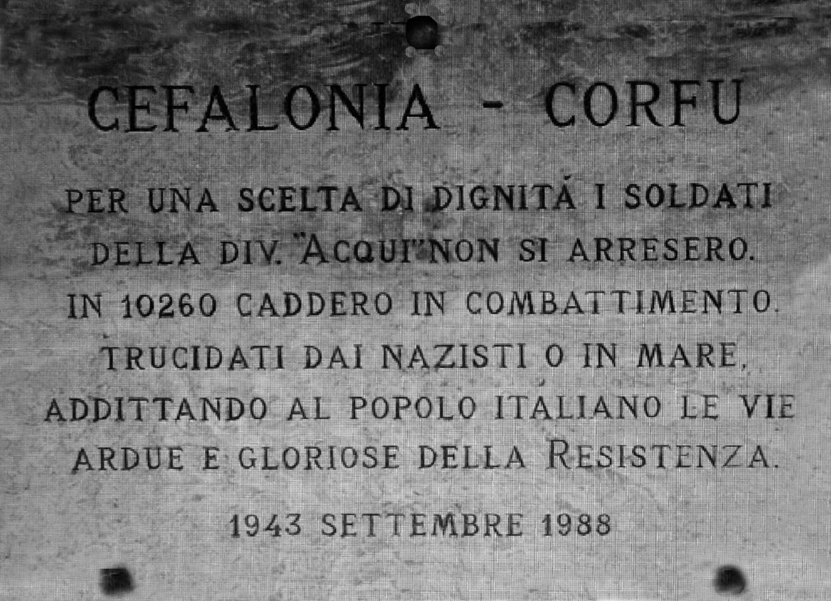 CEFALONIA - CORFU
PER UNA SCELTA DI DIGNITÁ I SOLDATI
DELLA DIV. "ACQUI" NON SI ARRESERO.
IN 10260 CADDERO IN COMBATTIMENTO.
TRUCIDATI DAI NAZISTI O IN MARE,
ADDITTANDO AL POPOLO ITALIANO LE VIE
ARDUE E GLORIOSE DELLA RESISTENZA.
1943 SETTEMBRE 1988